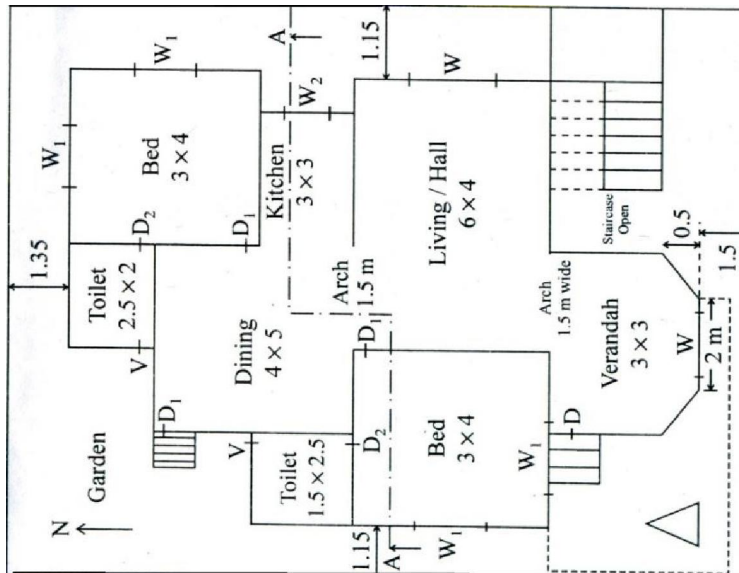 N
Garden
1.35
Toilet
2.5 × 2
V
D2
W1
W1
Bed
3 × 4
D1
D1
V
Dining
4 × 5
Kitchen
3 × 3
W2
A
Toilet
1.5 × 2.5
D2
D1
Arch
1.5 m
1.15
1.15
A
W1
Bed
3 × 4
W1
Living / Hall
6 × 4
W
D
Arch
1.5 m wide
Verandah
3 × 3
Staircase
Open
W
2 m
0.5
1.5